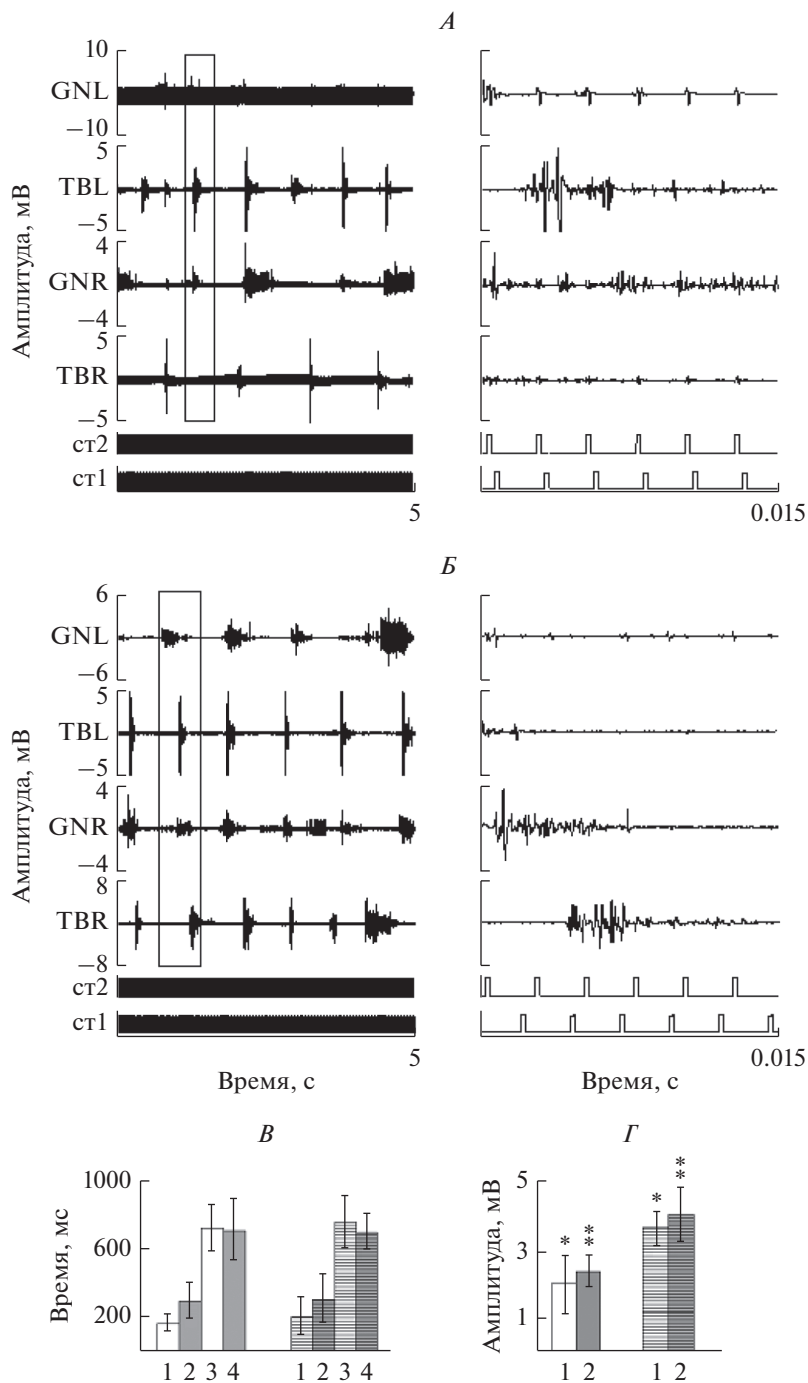 А
Амплитуда, мВ
10
GNL
−10
5
TBL
−5
4
GNR
−4
5
TBR
−5
ст2
ст1
5
0.015
Б
Амплитуда, мВ
6
GNL
−6
5
TBL
−5
4
GNR
−4
8
TBR
−8
ст2
ст1
5
0.015
Время, с
Время, с
В
Время, мс
1000
600
200
1 2 3 4
1 2 3 4
Г
Амплитуда, мВ
5
3
1
* **
* **
1 2
1 2